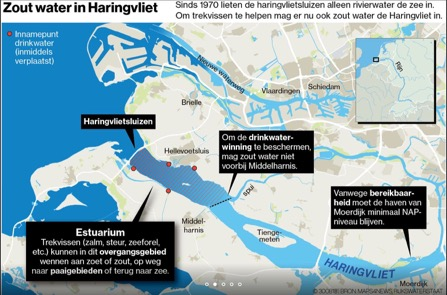 Zout water in Haringvliet
Sinds 1970 lieten de haringvlietsluizen alleen rivierwater de zee in.
Om trekvissen te helpen mag er nu ook zout water de Haringvliet in.
Innamepunt
drinkwater
(inmiddels
verplaatst)
Nieuwe waterweg
Vlaardingen
Schiedam
Rijn
Brielle
Haringvlietsluizen
Hellevoetsluis
Om de drinkwater-
winning te beschermen,
mag zout water niet
voorbij Middelharnis.
spui
Vanwege bereikbaar-
heid moet de haven
van Moerdijk minimaal NAP-
niveau blijven.
Estuarium
Trekvissen (zalm, steur, zeeforel,
etc.) kunnen in dit overgangsgebied
wennen aan zoet of zout, op weg
naar paaigebieden of terug naar zee.
Middel-
harnis
Tienge-
meten
HARINGVLIET
Moerdijk